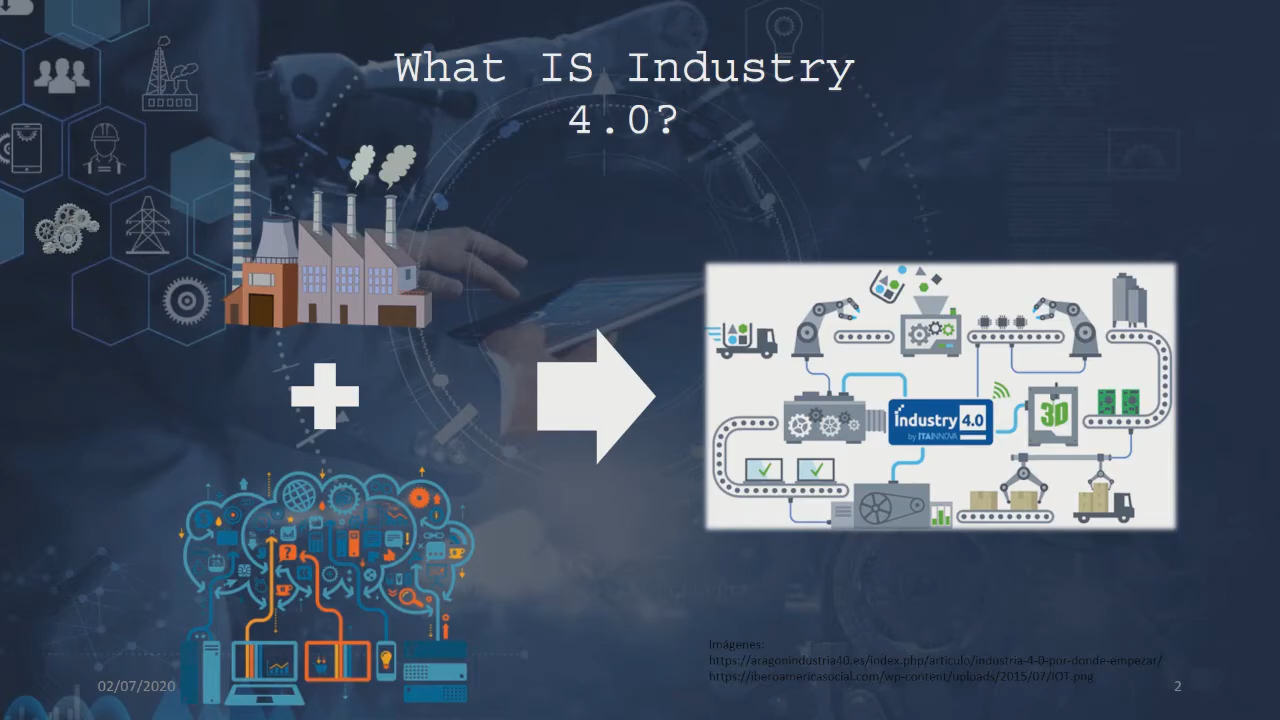 What IS Industry
4.0?
Industry 4.0
by ITAINNOVA
3D
Imágenes:
https://aragonindustria40.es/index.php/articulo/industria-4-0-por-donde-empezar/
https://iberoamericasocial.com/wp-content/uploads/2015/07/IOT.png
02/07/2020
2